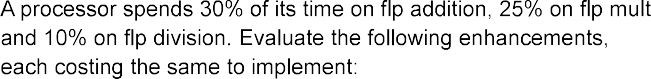 A processor spends 30% of its time on flp addition, 25% on flp mult
and 10% on flp division. Evaluate the following enhancements,
each costing the same to implement: